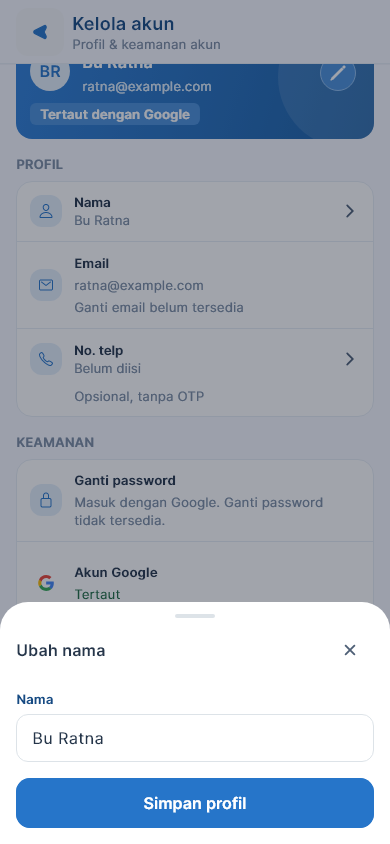 Kelola akun
Profil & keamanan akun
BR
Bu Ratna
ratna@example.com
Tertaut dengan Google
PROFIL
Nama
Bu Ratna
Email
ratna@example.com
Ganti email belum tersedia
No. telp
Belum diisi
Opsional, tanpa OTP
KEAMANAN
Ganti password
Masuk dengan Google. Ganti password
tidak tersedia.
Akun Google
Tertaut
Ubah nama
Nama
Bu Ratna
Simpan profil